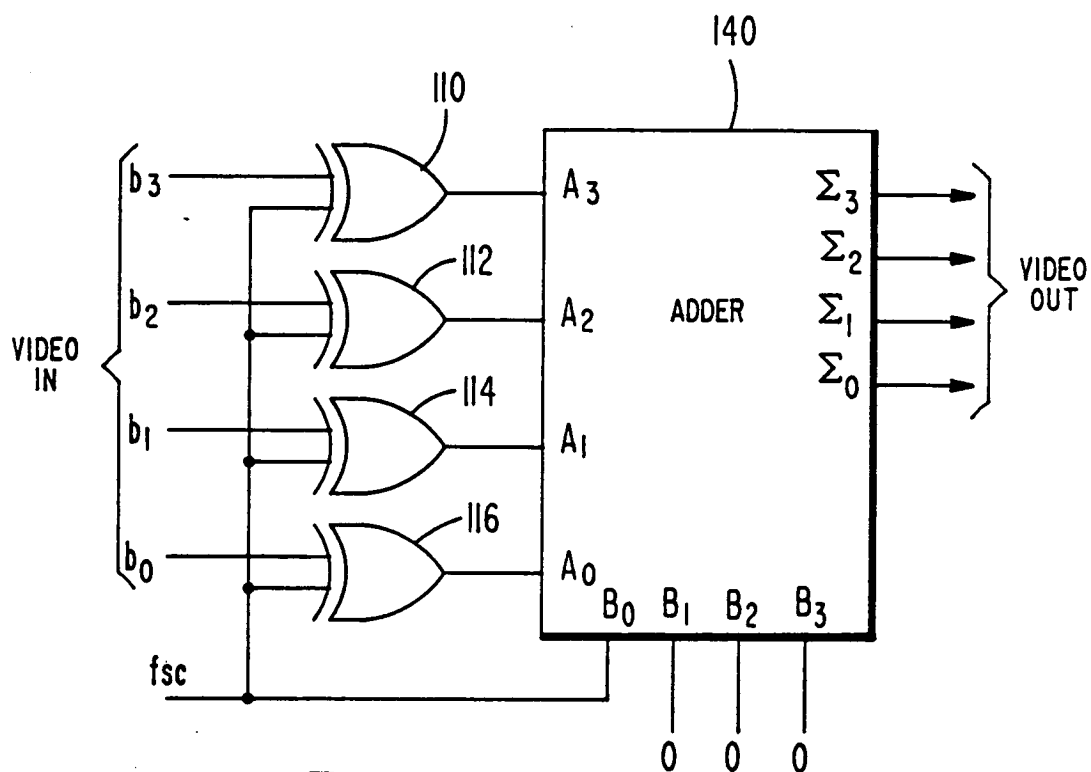 140
110
b3
A3
Σ3
112
Σ2
b2
A2
ADDER
Σ1
VIDEO
OUT
VIDEO
IN
114
Σ0
b1
A1
116
b0
A0
B0 B1 B2 B3
fsc
0 0 0